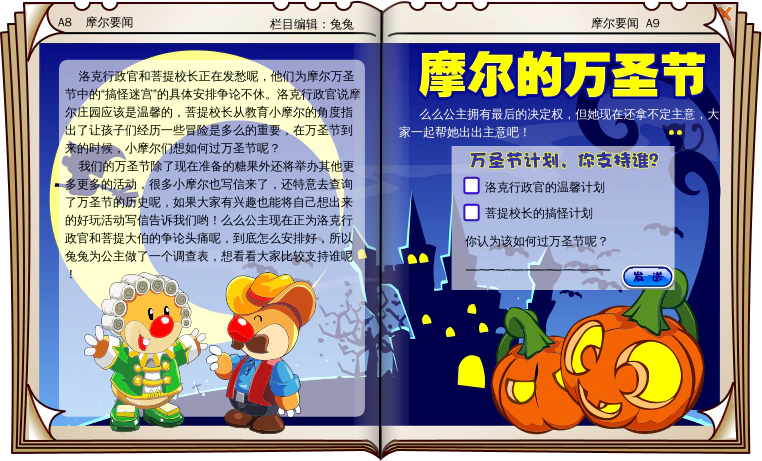 A8 摩尔要闻
栏目编辑：兔兔
洛克行政官和菩提校长正在发愁呢，他们为摩尔万圣
节中的“搞怪迷宫”的具体安排争论不休。洛克行政官说摩
尔庄园应该是温馨的，菩提校长从教育小摩尔的角度指
出了让孩子们经历一些冒险是多么的重要，在万圣节到
来的时候，小摩尔们想如何过万圣节呢？
我们的万圣节除了现在准备的糖果外还将举办其他更
多更多的活动，很多小摩尔也写信来了，还特意去查询
了万圣节的历史呢，如果大家有兴趣也能将自己想出来
的好玩活动写信告诉我们哟！么么公主现在正为洛克行
政官和菩提大伯的争论头痛呢，到底怎么安排好，所以
兔兔为公主做了一个调查表，想看看大家比较支持谁呢
！
摩尔要闻 A9
摩尔的万圣节
么么公主拥有最后的决定权，但她现在还拿不定主意，大
家一起帮她出出主意吧！
万圣节计划、你支持谁？
洛克行政官的温馨计划
菩提校长的搞怪计划
你认为该如何过万圣节呢？
发 送